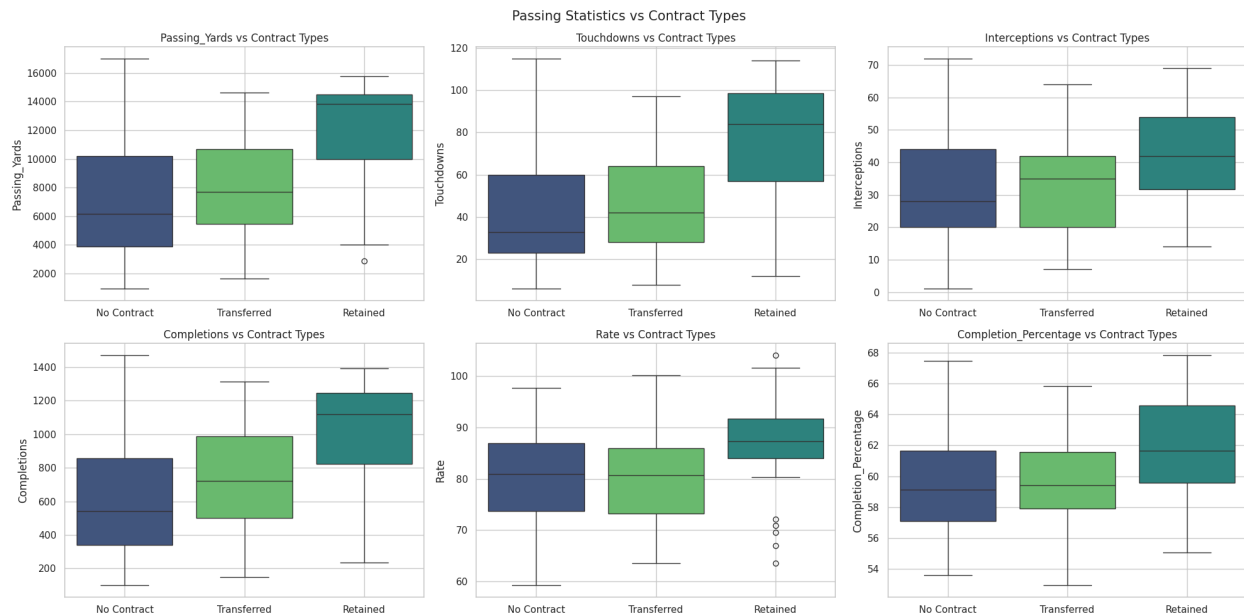 Passing Statistics vs Contract Types
Passing_Yards vs Contract Types
Passing_Yards
16000
14000
12000
10000
8000
6000
4000
2000
No Contract Transferred Retained
Touchdowns vs Contract Types
Touchdowns
120
100
80
60
40
20
No Contract Transferred Retained
Interceptions vs Contract Types
Interceptions
70
60
50
40
30
20
10
0
No Contract Transferred Retained
Completions vs Contract Types
Completions
1400
1200
1000
800
600
400
200
No Contract Transferred Retained
Rate vs Contract Types
Rate
100
90
80
70
60
No Contract Transferred Retained
Completion_Percentage vs Contract Types
Completion_Percentage
68
66
64
62
60
58
56
54
No Contract Transferred Retained